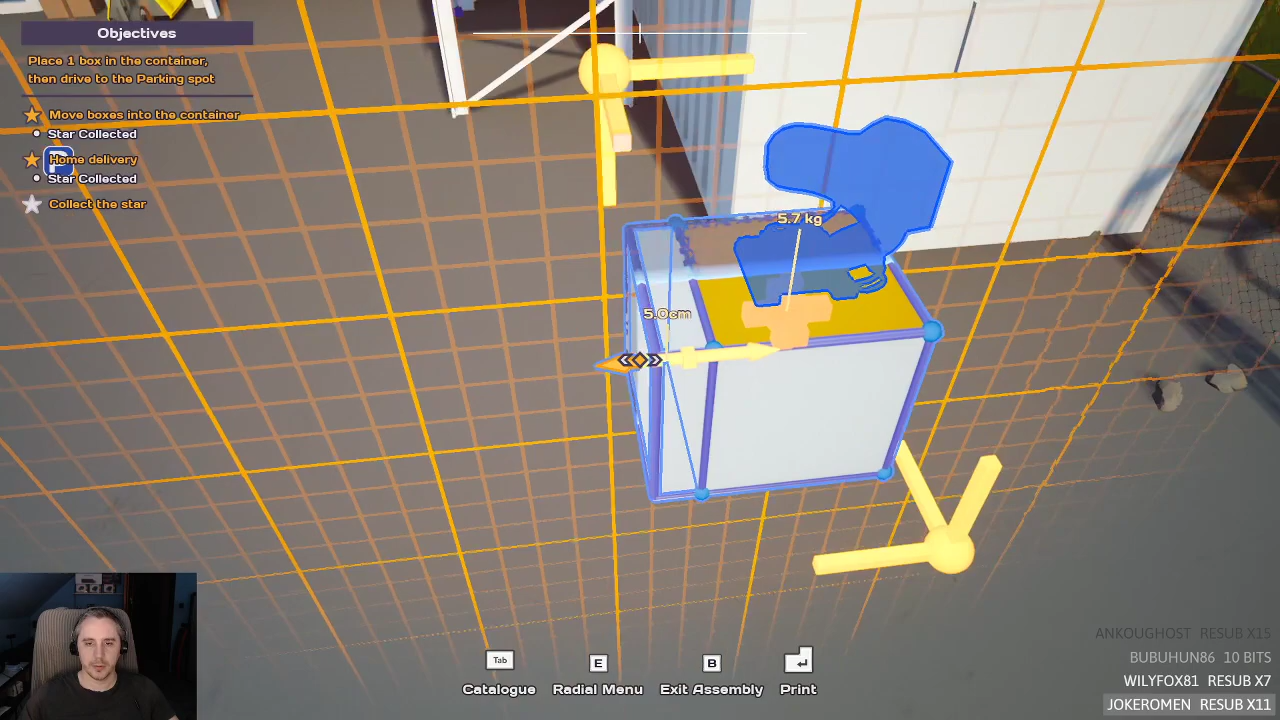 Objectives
Place 1 box in the container,
then drive to the Parking spot
Move boxes into the container
Star Collected
P
Home delivery
Star Collected
Collect the star
5.7 kg
5.0cm
Tab
E
B
Catalogue
Radial Menu
Exit Assembly
Print
ANKOUGHOST RESUB X15
BUBUHUN86 10 BITS
WILYFOX81 RESUB X7
JOKEROMEN RESUB X11